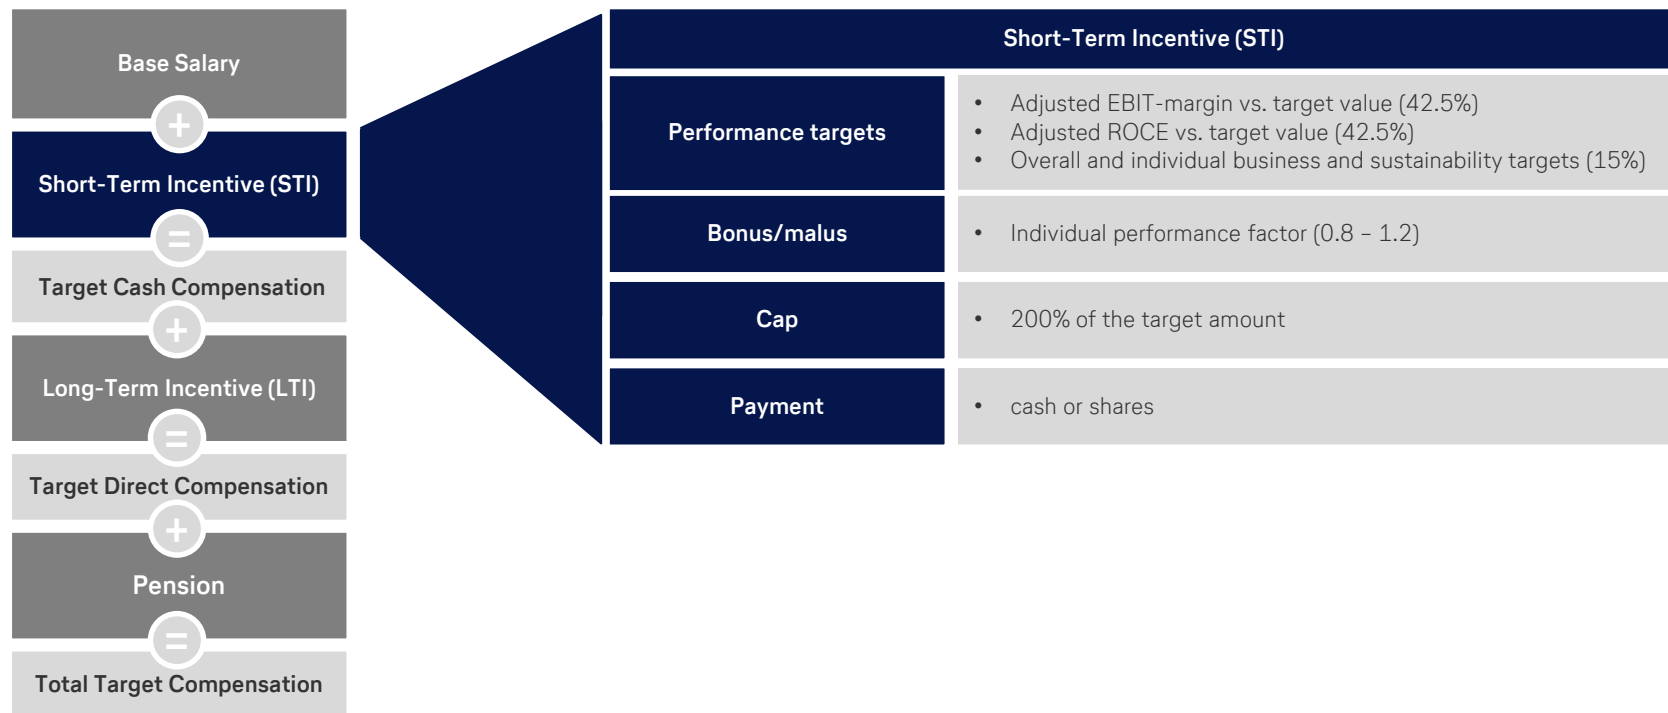 Base Salary
+
Short-Term Incentive (STI)
=
Target Cash Compensation
+
Long-Term Incentive (LTI)
=
Target Direct Compensation
+
Pension
=
Total Target Compensation
Short-Term Incentive (STI)
Performance targets
• Adjusted EBIT-margin vs. target value (42.5%)
• Adjusted ROCE vs. target value (42.5%)
• Overall and individual business and sustainability targets (15%)
Bonus/malus
• Individual performance factor (0.8 – 1.2)
Cap
• 200% of the target amount
Payment
• cash or shares